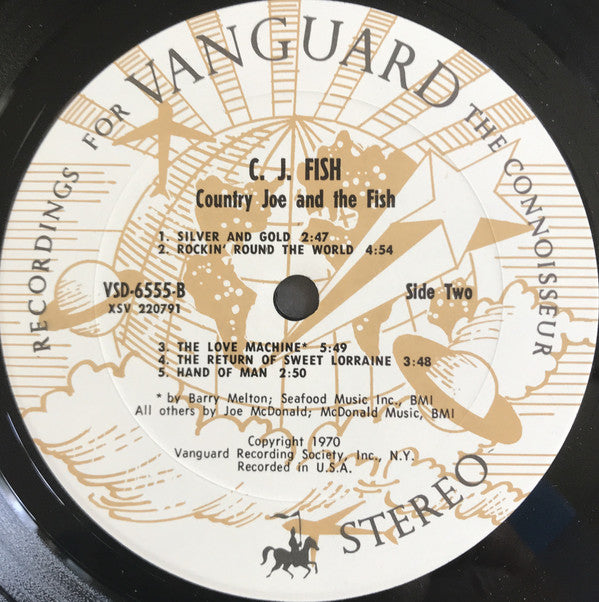 RECORDINGS FOR VANGUARD THE CONNOISSEUR
C. J. FISH
Country Joe and the Fish
1. SILVER AND GOLD 2:47
2. ROCKIN' ROUND THE WORLD 4:54
VSD-6555-B
XSV 220791
Side Two
3. THE LOVE MACHINE* 5:49
4. THE RETURN OF SWEET LORRAINE 3:48
5. HAND OF MAN 2:50
* by Barry Melton; Seafood Music Inc., BMI
All others by Joe McDonald; McDonald Music, BMI
Copyright 1970
Vanguard Recording Society, Inc., N.Y.
Recorded in U.S.A.
STEREO